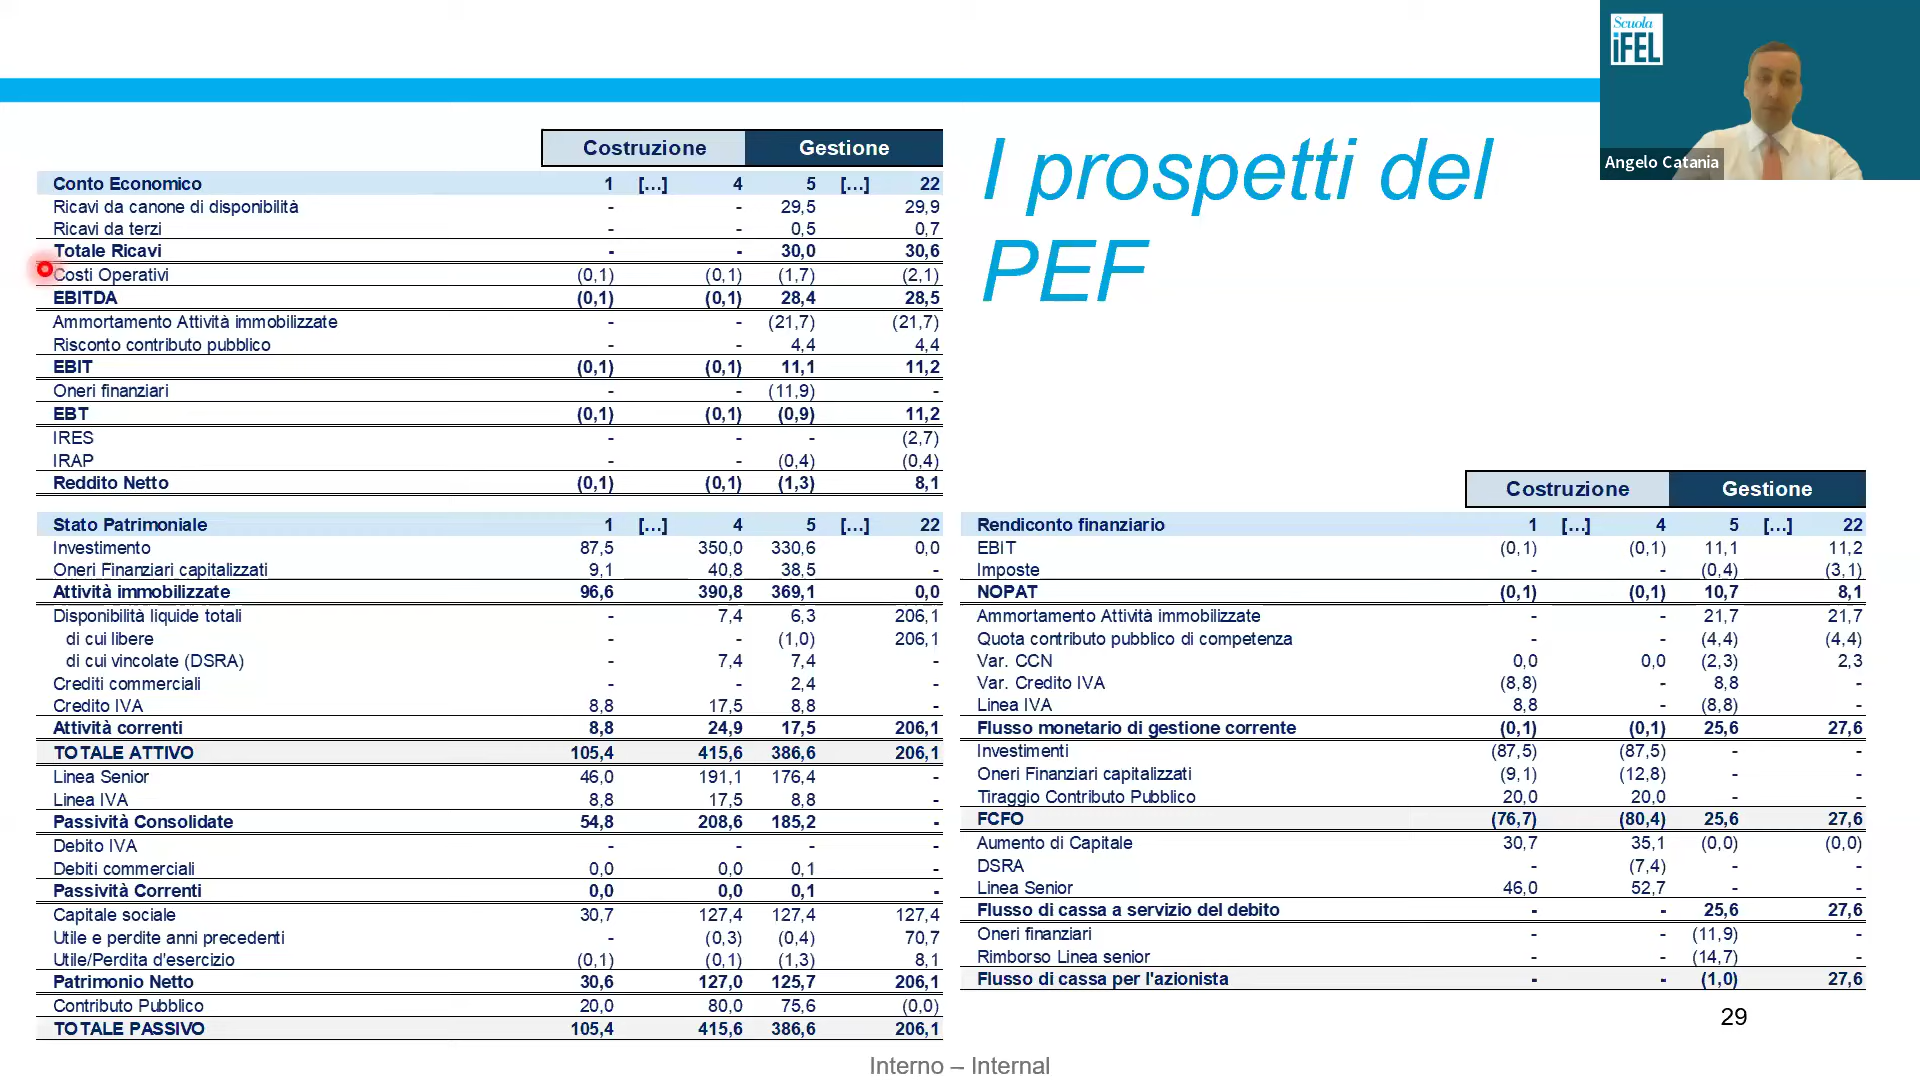 Scuola
iFEL
Angelo Catania
I prospetti del
PEF
Costruzione Gestione
Conto Economico 1 [...] 4 5 [...] 22
Ricavi da canone di disponibilità - - 29,5 29,9
Ricavi da terzi - - 0,5 0,7
Totale Ricavi - - 30,0 30,6
Costi Operativi (0,1) (0,1) (1,7) (2,1)
EBITDA (0,1) (0,1) 28,4 28,5
Ammortamento Attività immobilizzate - - (21,7) (21,7)
Risconto contributo pubblico - - 4,4 4,4
EBIT (0,1) (0,1) 11,1 11,2
Oneri finanziari - - (11,9) -
EBT (0,1) (0,1) (0,9) 11,2
IRES - - - (2,7)
IRAP - - (0,4) (0,4)
Reddito Netto (0,1) (0,1) (1,3) 8,1
Stato Patrimoniale 1 [...] 4 5 [...] 22
Investimento 87,5 350,0 330,6 0,0
Oneri Finanziari capitalizzati 9,1 40,8 38,5 -
Attività immobilizzate 96,6 390,8 369,1 0,0
Disponibilità liquide totali - 7,4 6,3 206,1
di cui libere - - (1,0) 206,1
di cui vincolate (DSRA) - 7,4 7,4 -
Crediti commerciali - - 2,4 -
Credito IVA 8,8 17,5 8,8 -
Attività correnti 8,8 24,9 17,5 206,1
TOTALE ATTIVO 105,4 415,6 386,6 206,1
Linea Senior 46,0 191,1 176,4 -
Linea IVA 8,8 17,5 8,8 -
Passività Consolidate 54,8 208,6 185,2 -
Debito IVA - - - -
Debiti commerciali 0,0 0,0 0,1 -
Passività Correnti 0,0 0,0 0,1 -
Capitale sociale 30,7 127,4 127,4 127,4
Utile e perdite anni precedenti - (0,3) (0,4) 70,7
Utile/Perdita d'esercizio (0,1) (0,1) (1,3) 8,1
Patrimonio Netto 30,6 127,0 125,7 206,1
Contributo Pubblico 20,0 80,0 75,6 (0,0)
TOTALE PASSIVO 105,4 415,6 386,6 206,1
Costruzione Gestione
Rendiconto finanziario 1 [...] 4 5 [...] 22
EBIT (0,1) (0,1) 11,1 11,2
Imposte - - (0,4) (3,1)
NOPAT (0,1) (0,1) 10,7 8,1
Ammortamento Attività immobilizzate - - 21,7 21,7
Quota contributo pubblico di competenza - - (4,4) (4,4)
Var. CCN 0,0 0,0 (2,3) 2,3
Var. Credito IVA (8,8) - 8,8 -
Linea IVA 8,8 - (8,8) -
Flusso monetario di gestione corrente (0,1) (0,1) 25,6 27,6
Investimenti (87,5) (87,5) - -
Oneri Finanziari capitalizzati (9,1) (12,8) - -
Tiraggio Contributo Pubblico 20,0 20,0 - -
FCFO (76,7) (80,4) 25,6 27,6
Aumento di Capitale 30,7 35,1 (0,0) (0,0)
DSRA - (7,4) - -
Linea Senior 46,0 52,7 - -
Flusso di cassa a servizio del debito - - 25,6 27,6
Oneri finanziari - - (11,9) -
Rimborso Linea senior - - (14,7) -
Flusso di cassa per l'azionista - - (1,0) 27,6
29
Interno – Internal